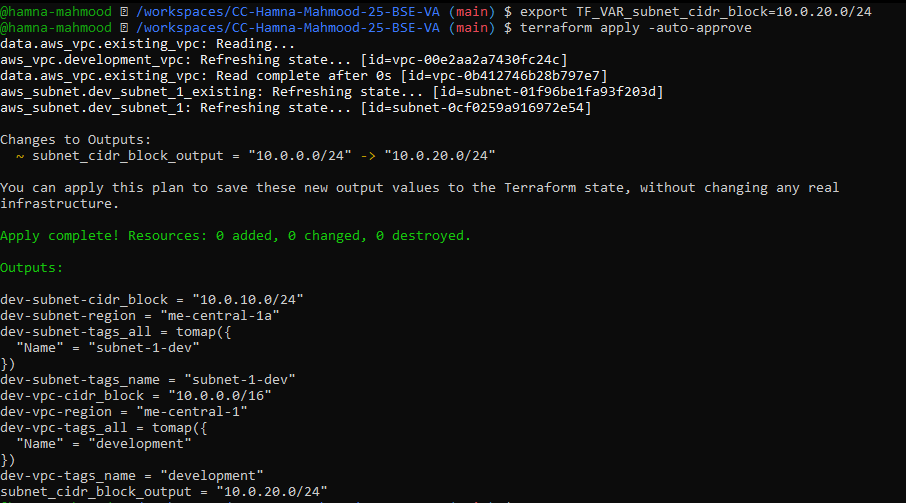 @hamna-mahmood /workspaces/CC-Hamna-Mahmood-25-BSE-VA (main) $ export TF_VAR_subnet_cidr_block=10.0.20.0/24
@hamna-mahmood /workspaces/CC-Hamna-Mahmood-25-BSE-VA (main) $ terraform apply -auto-approve
data.aws_vpc.existing_vpc: Reading...
aws_vpc.development_vpc: Refreshing state... [id=vpc-00e2aa2a7430fc24c]
data.aws_vpc.existing_vpc: Read complete after 0s [id=vpc-0b412746b28b797e7]
aws_subnet.dev_subnet_1_existing: Refreshing state... [id=subnet-01f96be1fa93f203d]
aws_subnet.dev_subnet_1: Refreshing state... [id=subnet-0cf0259a916972e54]

Changes to Outputs:
  ~ subnet_cidr_block_output = "10.0.0.0/24" -> "10.0.20.0/24"

You can apply this plan to save these new output values to the Terraform state, without changing any real
infrastructure.

Apply complete! Resources: 0 added, 0 changed, 0 destroyed.

Outputs:

dev-subnet-cidr_block = "10.0.10.0/24"
dev-subnet-region = "me-central-1a"
dev-subnet-tags_all = tomap({
  "Name" = "subnet-1-dev"
})
dev-subnet-tags_name = "subnet-1-dev"
dev-vpc-cidr_block = "10.0.0.0/16"
dev-vpc-region = "me-central-1"
dev-vpc-tags_all = tomap({
  "Name" = "development"
})
dev-vpc-tags_name = "development"
subnet_cidr_block_output = "10.0.20.0/24"